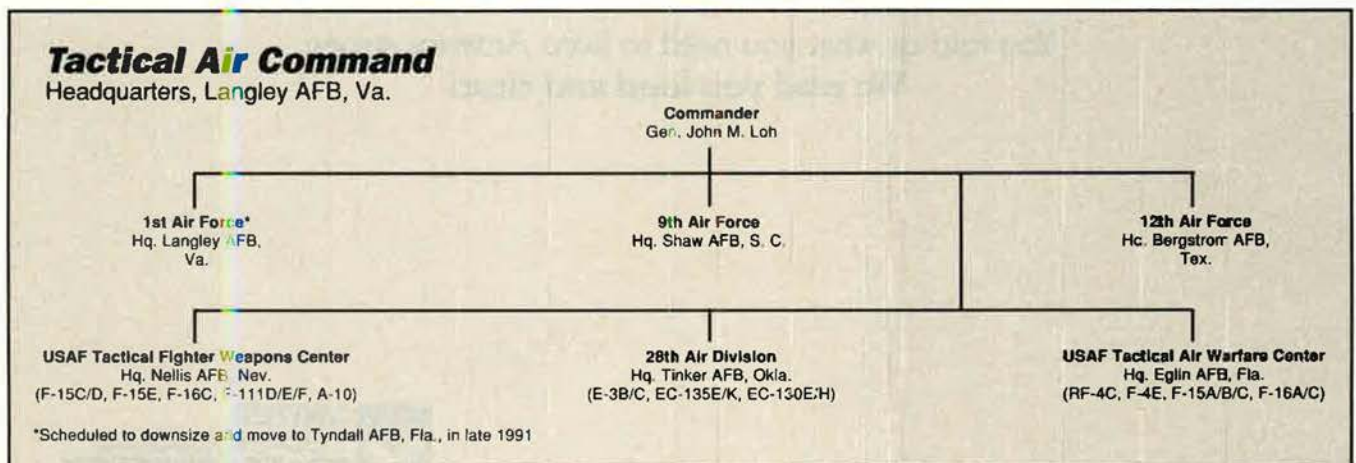 Tactical Air Command
Headquarters, Langley AFB, Va.
Commander
Gen. John M. Loh
1st Air Force*
Hq. Langley AFB,
Va.
9th Air Force
Hq. Shaw AFB, S. C.
12th Air Force
Hc. Bergstrom AFB,
Tex.
USAF Tactical Fighter Weapons Center
Hq. Nellis AFB, Nev.
(F-15C/D, F-15E, F-16C, F-111D/E/F, A-10)
28th Air Division
Hq. Tinker AFB, Okla.
(E-3B/C, EC-135E/K, EC-130E/H)
USAF Tactical Air Warfare Center
Hq. Eglin AFB, Fla.
(RF-4C, F-4E, F-15A/B/C, F-16A/C)
*Scheduled to downsize and move to Tyndall AFB, Fla., in late 1991